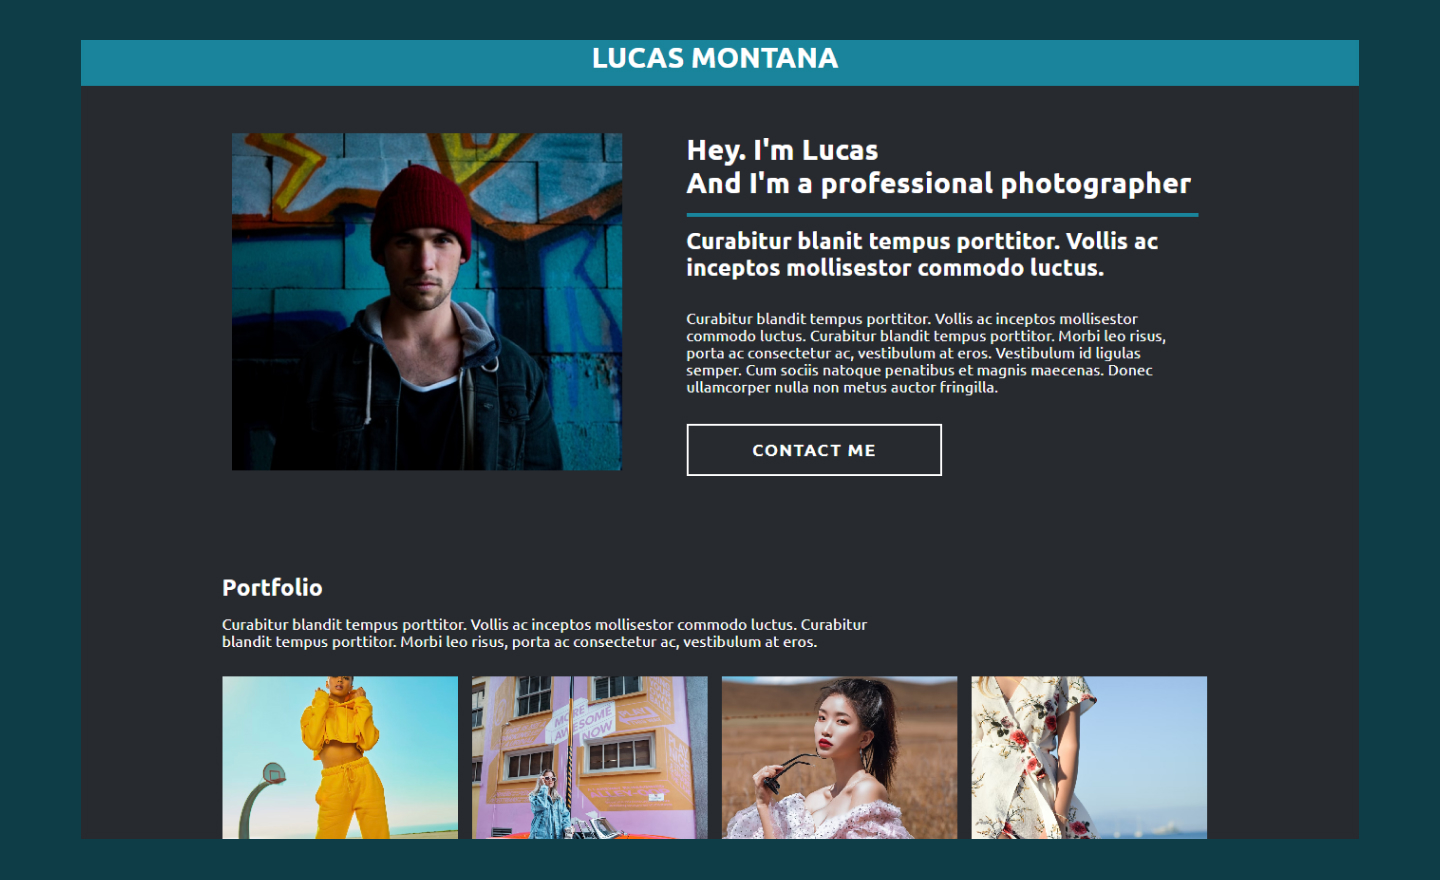 LUCAS MONTANA
Hey. I'm Lucas
And I'm a professional photographer
Curabitur blanit tempus porttitor. Vollis ac
inceptos mollisestor commodo luctus.
Curabitur blandit tempus porttitor. Vollis ac inceptos mollisestor
commodo luctus. Curabitur blandit tempus porttitor. Morbi leo risus,
porta ac consectetur ac, vestibulum at eros. Vestibulum id ligulas
semper. Cum sociis natoque penatibus et magnis maecenas. Donec
ullamcorper nulla non metus auctor fringilla.
CONTACT ME
Portfolio
Curabitur blandit tempus porttitor. Vollis ac inceptos mollisestor commodo luctus. Curabitur
blandit tempus porttitor. Morbi leo risus, porta ac consectetur ac, vestibulum at eros.
MORE
AWESOME
NOW